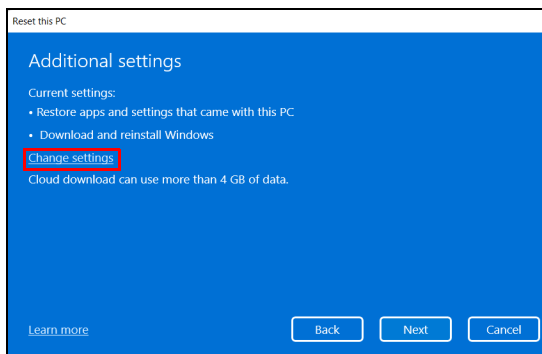 Reset this PC
Additional settings
Current settings:
• Restore apps and settings that came with this PC
• Download and reinstall Windows
Change settings
Cloud download can use more than 4 GB of data.
Learn more
Back
Next
Cancel